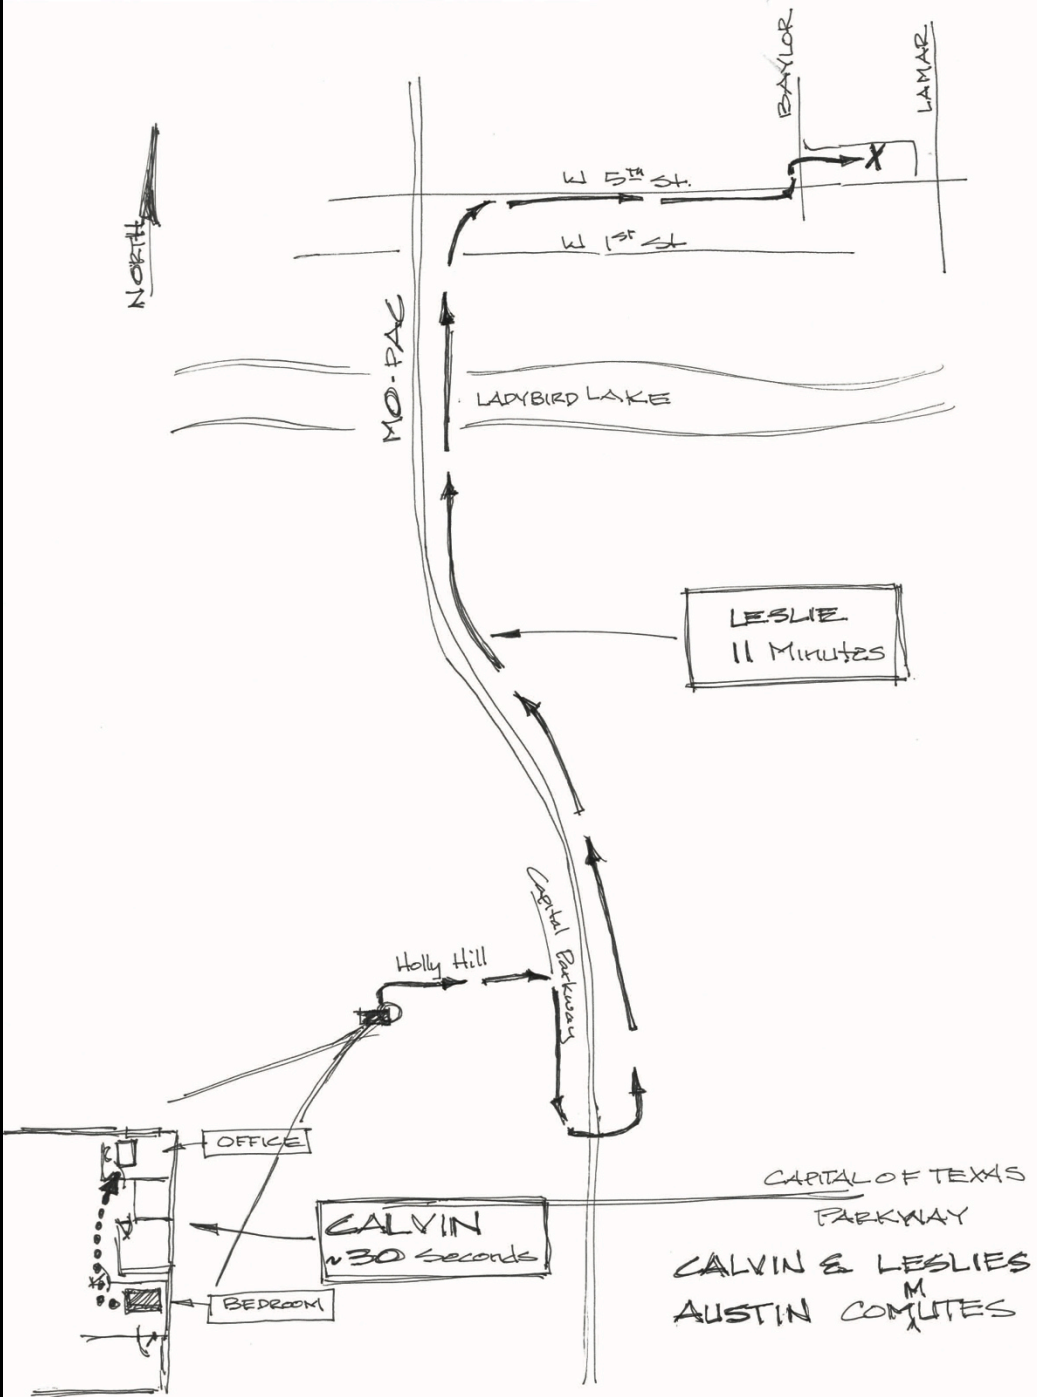 BAYLOR
LAMAR
X
W 5TH St.
W 1ST St
NORTH
MO-PAC
LADYBIRD LAKE
LESLIE
11 Minutes
Capital Parkway
Holly Hill
OFFICE
CALVIN
~30 Seconds
BEDROOM
CAPITAL OF TEXAS
PARKWAY
CALVIN & LESLIES
AUSTIN COMMUTES